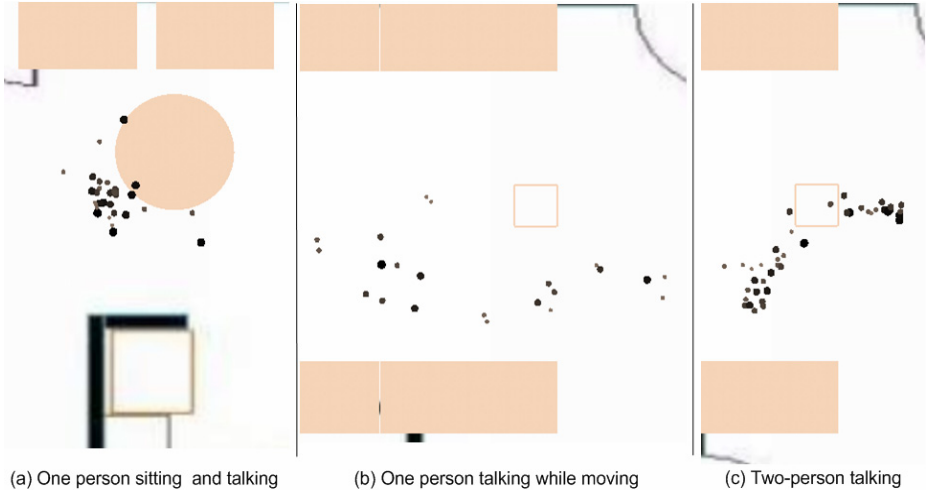 (a) One person sitting and talking
(b) One person talking while moving
(c) Two-person talking